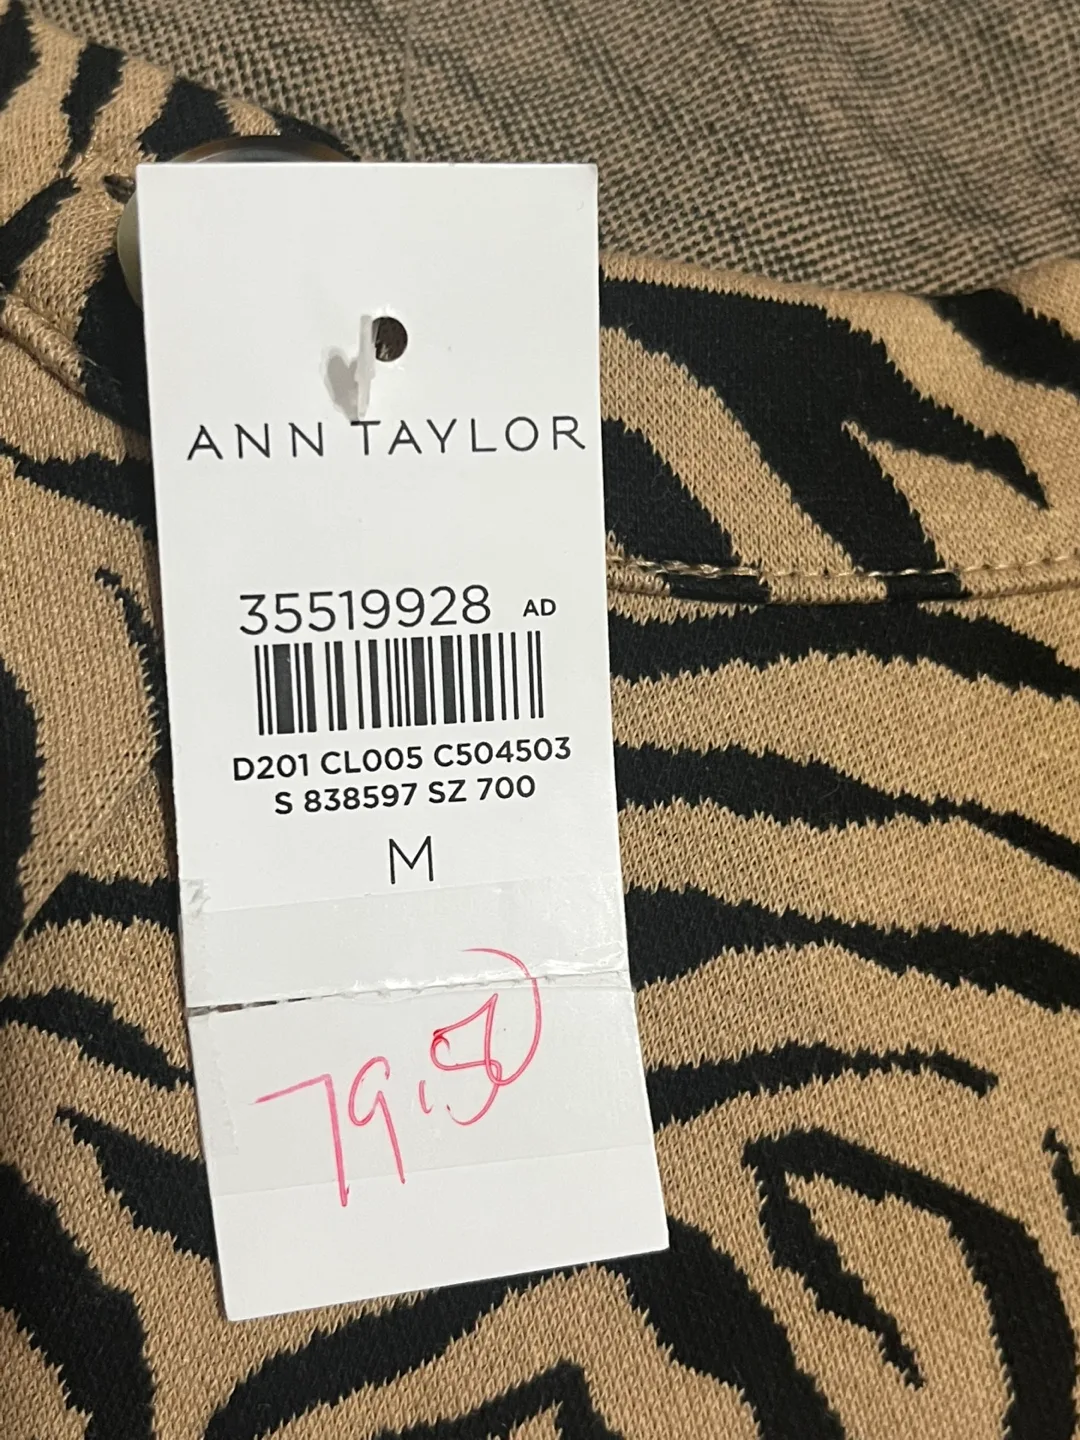 ANN TAYLOR
35519928 AD
D201 CL005 C504503
S 838597 SZ 700
M
79.50